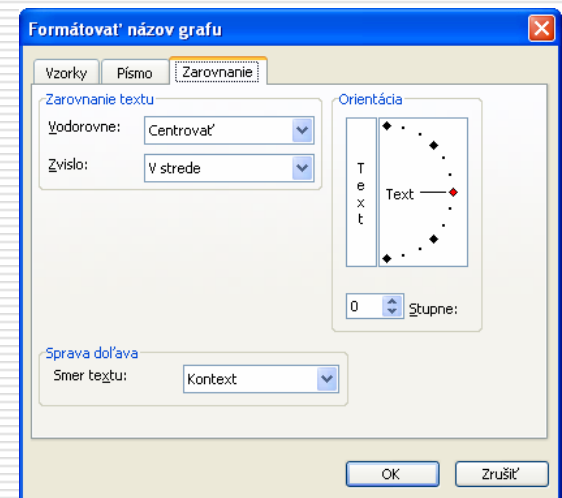 Formátovať názov grafu
Vzorky Písmo Zarovnanie
Zarovnanie textu
Vodorovne: Centrovať
Zvislo: V strede
Orientácia
Text
Text
0 Stupne:
Sprava doľava
Smer textu: Kontext
OK Zrušiť